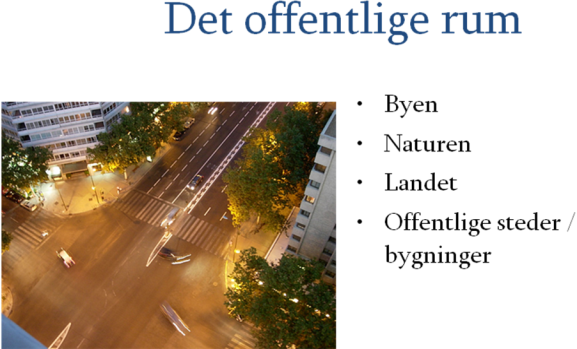 Det offentlige rum
• Byen
• Naturen
• Landet
• Offentlige steder /
bygninger